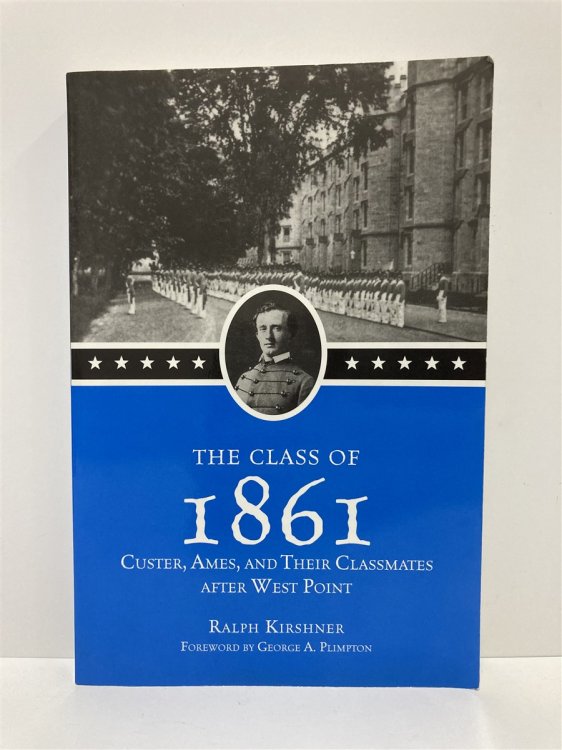 THE CLASS OF
1861
CUSTER, AMES, AND THEIR CLASSMATES
AFTER WEST POINT
RALPH KIRSHNER
FOREWORD BY GEORGE A. PLIMPTON